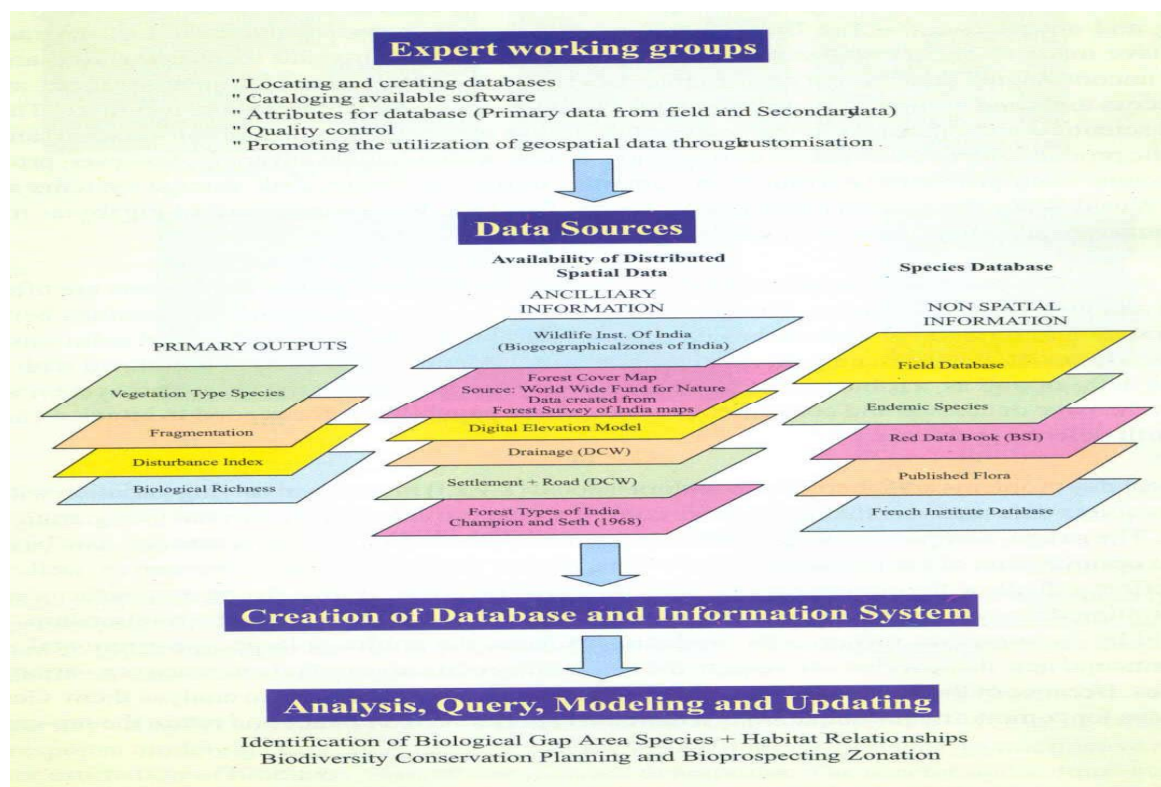 Expert working groups
" Locating and creating databases
" Cataloging available software
" Attributes for database (Primary data from field and Secondarydata)
" Quality control
" Promoting the utilization of geospatial data through customisation .
Data Sources
Availability of Distributed
Spatial Data
Species Database
ANCILLIARY
INFORMATION
NON SPATIAL
INFORMATION
PRIMARY OUTPUTS
Vegetation Type Species
Fragmentation
Disturbance Index
Biological Richness
Wildlife Inst. Of India
(Biogeographicalzones of India)
Forest Cover Map
Source: World Wide Fund for Nature
Data created from
Forest Survey of India maps
Digital Elevation Model
Drainage (DCW)
Settlement + Road (DCW)
Forest Types of India
Champion and Seth (1968)
Field Database
Endemic Species
Red Data Book (BSI)
Published Flora
French Institute Database
Creation of Database and Information System
Analysis, Query, Modeling and Updating
Identification of Biological Gap Area Species + Habitat Relationships
Biodiversity Conservation Planning and Bioprospecting Zonation